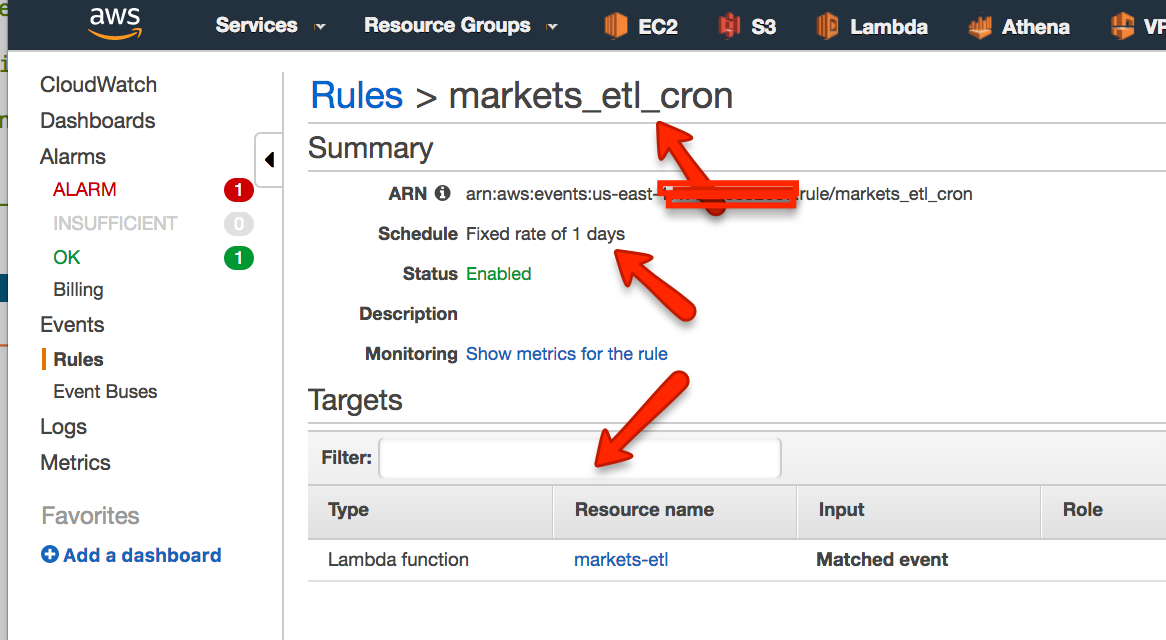 aws Services Resource Groups EC2 S3 Lambda Athena
CloudWatch
Dashboards
Alarms
ALARM 1
INSUFFICIENT 0
OK 1
Billing
Events
Rules
Event Buses
Logs
Metrics
Favorites
Add a dashboard
Rules > markets_etl_cron
Summary
ARN arn:aws:events:us-east- rule/markets_etl_cron
Schedule Fixed rate of 1 days
Status Enabled
Description
Monitoring Show metrics for the rule
Targets
Filter:
Type Resource name Input Role
Lambda function markets-etl Matched event